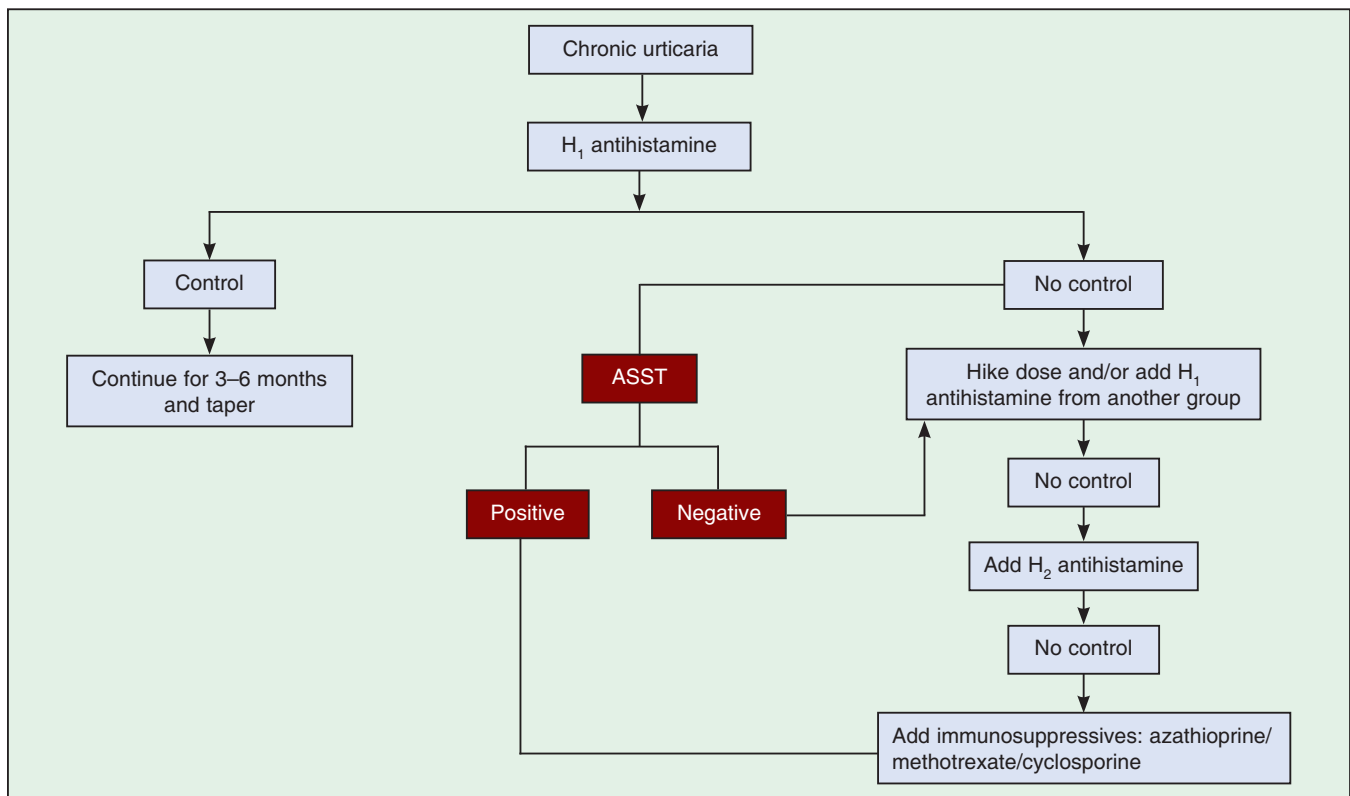 Chronic urticaria
H₁ antihistamine
Control
No control
Continue for 3–6 months
and taper
ASST
Hike dose and/or add H₁
antihistamine from another group
Positive
Negative
No control
Add H₂ antihistamine
No control
Add immunosuppressives: azathioprine/
methotrexate/cyclosporine